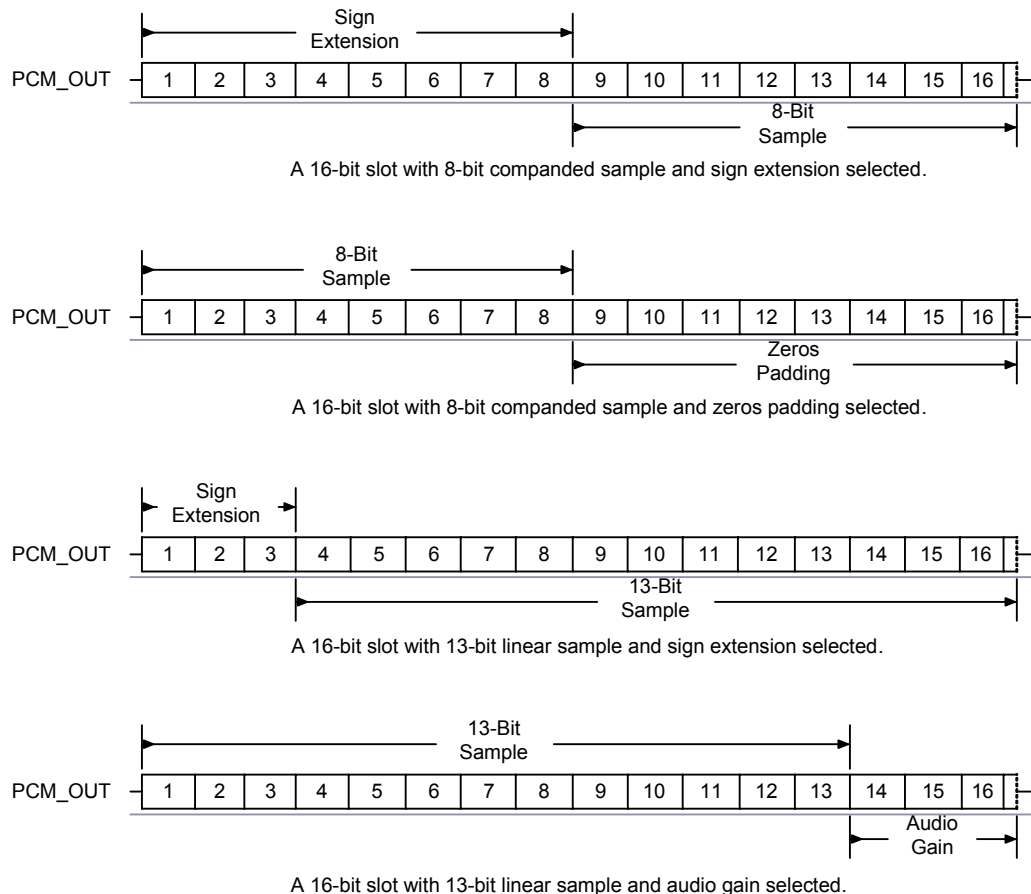 Sign
Extension
PCM_OUT 1 2 3 4 5 6 7 8 9 10 11 12 13 14 15 16
8-Bit
Sample
A 16-bit slot with 8-bit companded sample and sign extension selected.
8-Bit
Sample
PCM_OUT 1 2 3 4 5 6 7 8 9 10 11 12 13 14 15 16
Zeros
Padding
A 16-bit slot with 8-bit companded sample and zeros padding selected.
Sign
Extension
PCM_OUT 1 2 3 4 5 6 7 8 9 10 11 12 13 14 15 16
13-Bit
Sample
A 16-bit slot with 13-bit linear sample and sign extension selected.
13-Bit
Sample
PCM_OUT 1 2 3 4 5 6 7 8 9 10 11 12 13 14 15 16
Audio
Gain
A 16-bit slot with 13-bit linear sample and audio gain selected.